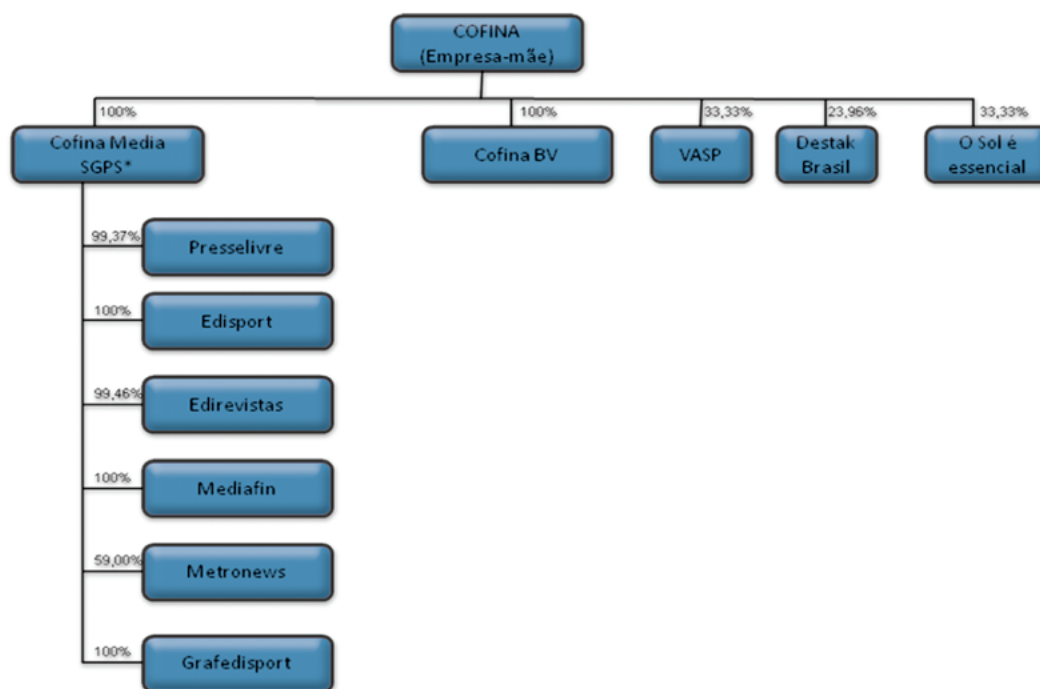 COFINA
(Empresa-mãe)
100%
100%
33,33%
23,96%
33,33%
Cofina Media
SGPS*
Cofina BV
VASP
Destak
Brasil
O Sol é
essencial
99,37%
Presselivre
100%
Edisport
99,46%
Edirevistas
100%
Mediafin
59,00%
Metronews
100%
Grafedisport